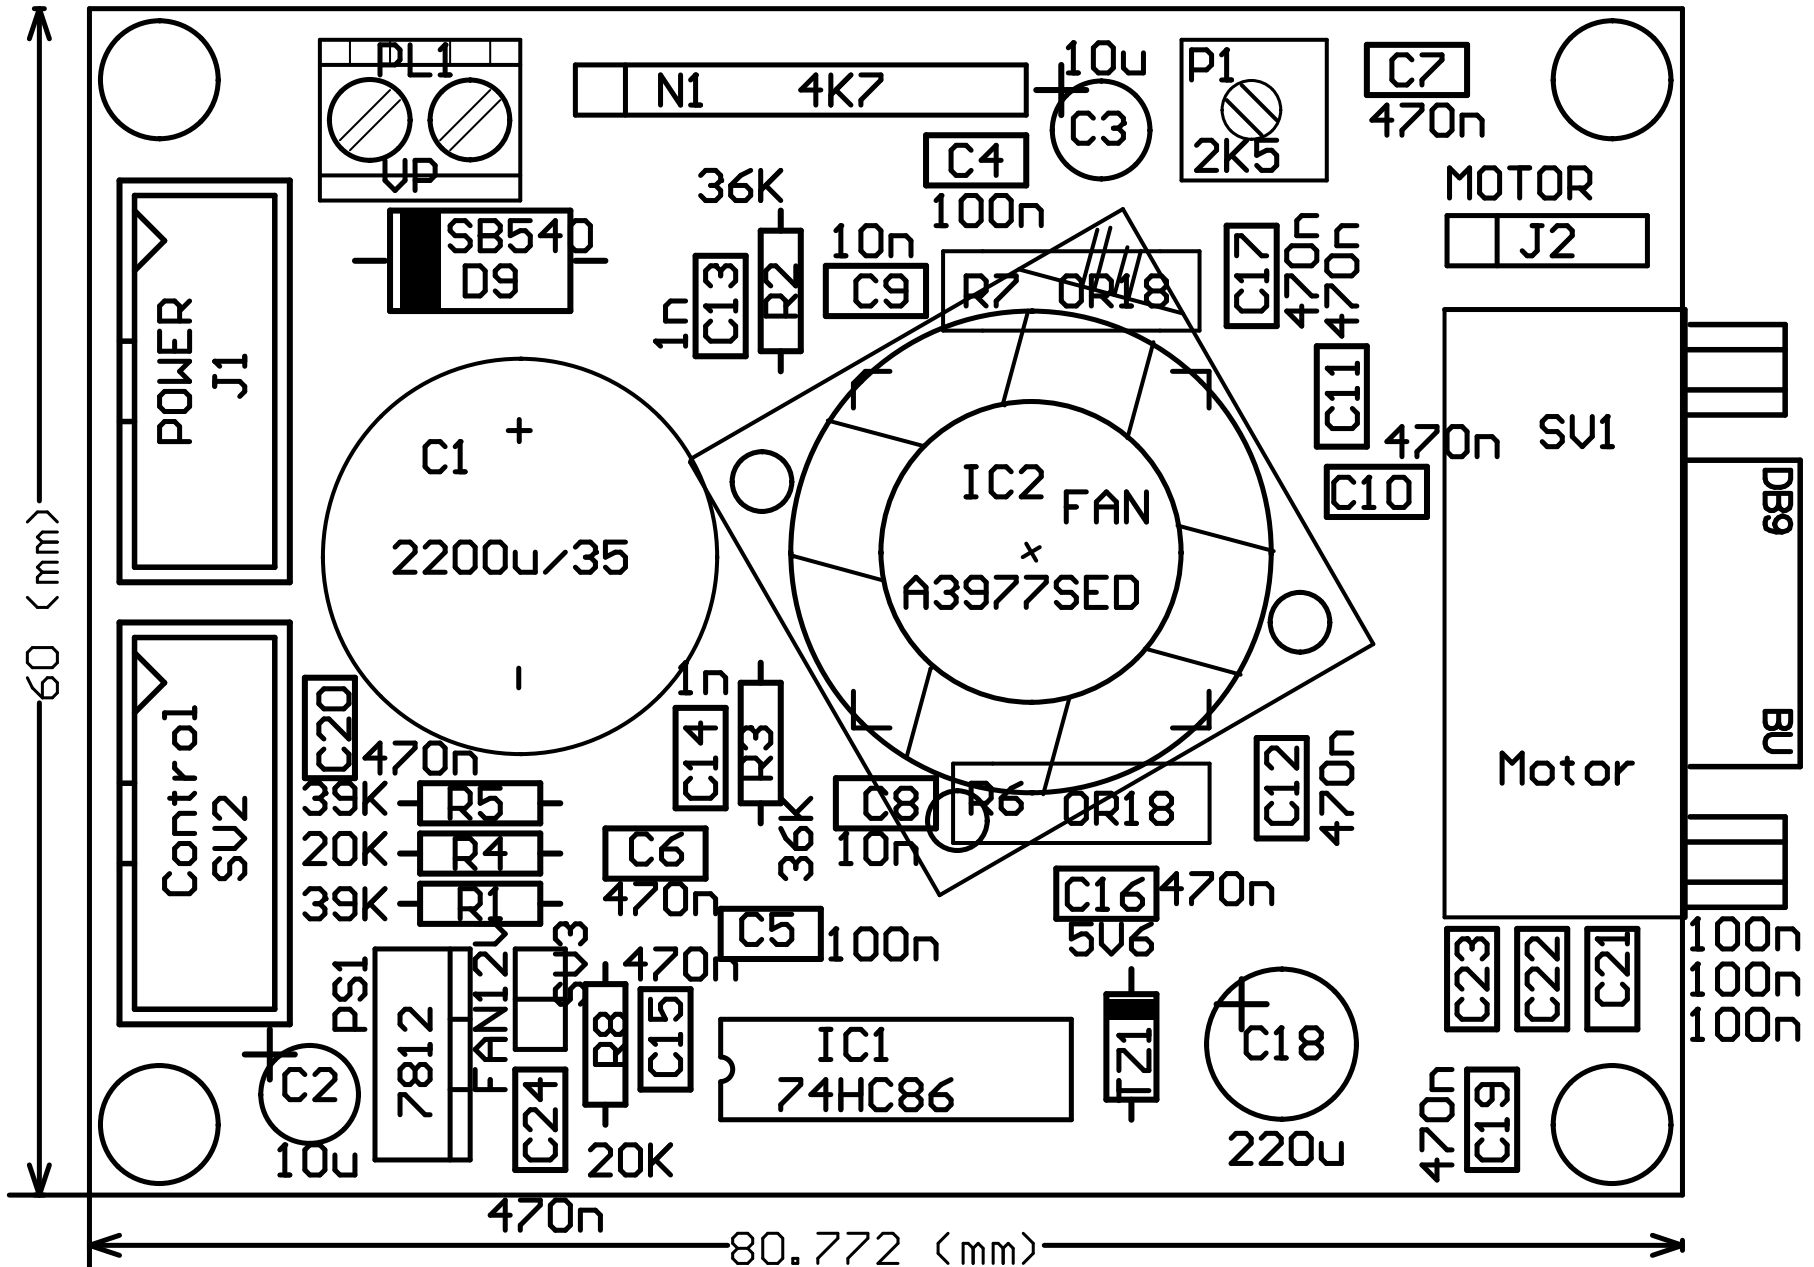 PL1
VP
N1 4K7
10u
C3
P1
2K5
C7
470n
C4
100n
36K
MOTOR
J2
SB540
D9
10n
C9
R2
C13
1n
R7 0R18
C17
470n
470n
C11
470n
C10
POWER
J1
C1
+
2200u/35
-
IC2
FAN
A3977SED
SV1
DB9
BU
Motor
60 (mm)
Control
SV2
C20
470n
39K R5
20K R4
39K R1
1n
C14
R3
36K
C6
470n
C8
10n
R6 0R18
C12
470n
C16 470n
5V6
C5 100n
PS1
7812
FAN12V
SV3
470n
R8
C15
C24
20K
470n
C2
10u
IC1
74HC86
TZ1
C18
220u
C23
C22
C21
100n
100n
100n
470n
C19
80.772 (mm)